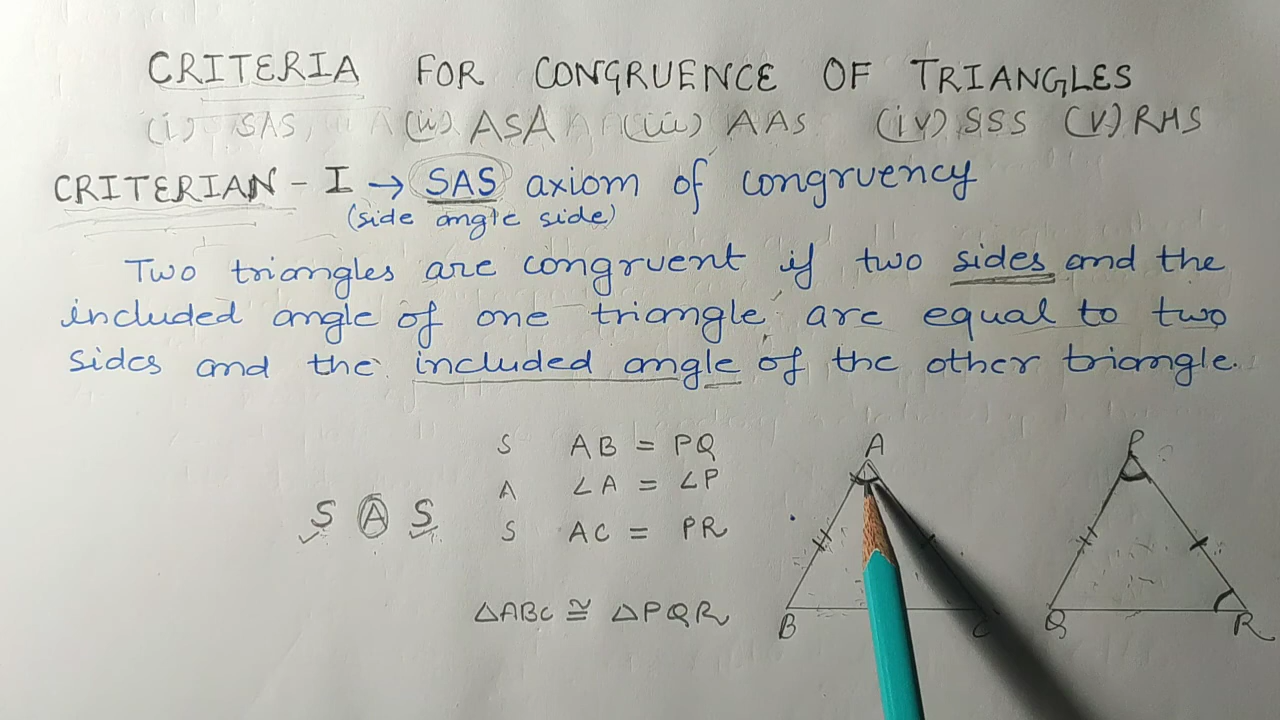 CRITERIA FOR CONGRUENCE OF TRIANGLES
(i) SAS (ii) ASA (iii) AAS (iv) SSS (v) RHS
CRITERIAN - I → SAS axiom of congruency
(side angle side)
Two triangles are congruent if two sides and the
included angle of one triangle are equal to two
sides and the included angle of the other triangle.
S AB = PQ
A ∠A = ∠P
S A S
S AC = PR
△ABC ≅ △PQR
A
B
C
P
Q
R